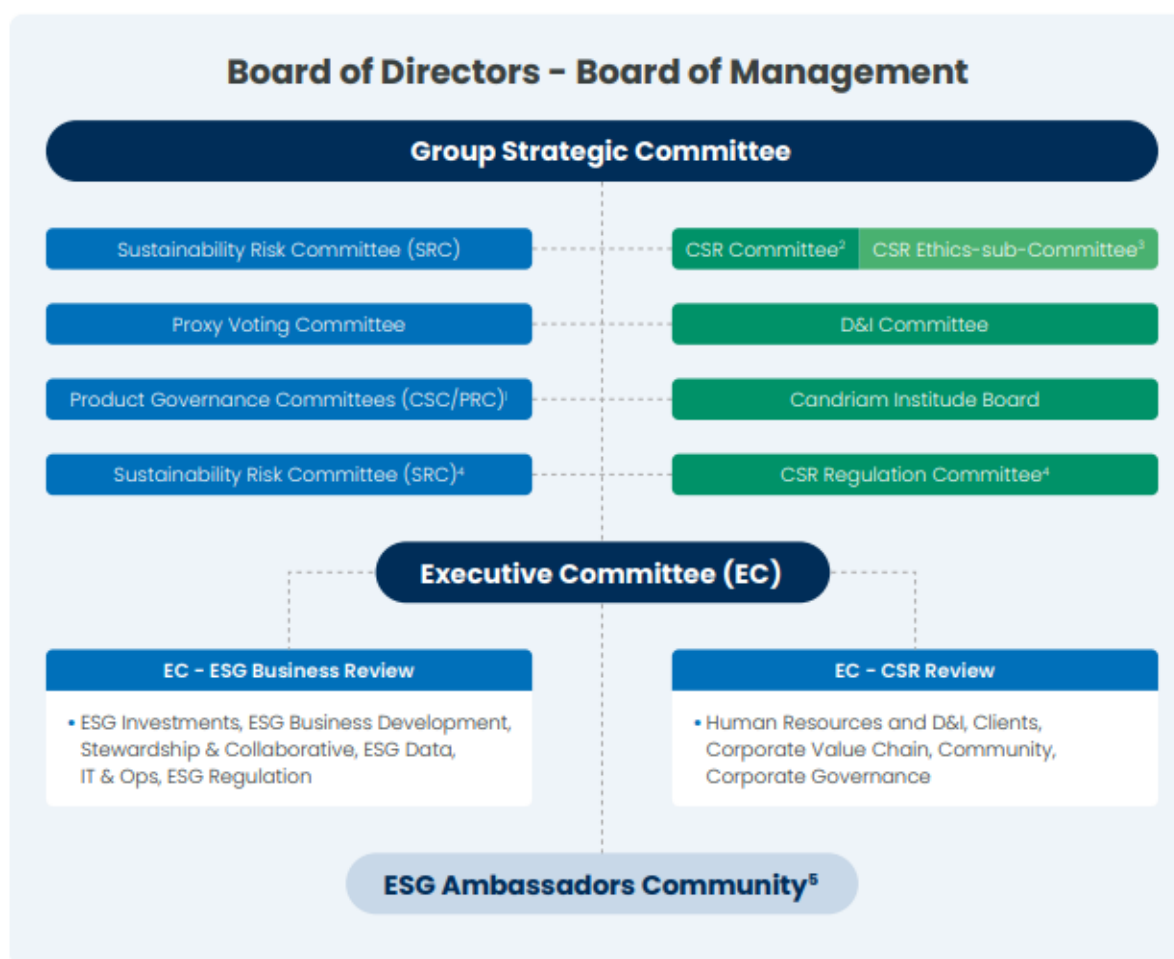 Board of Directors - Board of Management
Group Strategic Committee
Sustainability Risk Committee (SRC)
CSR Committee²
CSR Ethics-sub-Committee³
Proxy Voting Committee
D&I Committee
Product Governance Committees (CSC/PRC)¹
Candriam Institude Board
Sustainability Risk Committee (SRC)⁴
CSR Regulation Committee⁴
Executive Committee (EC)
EC - ESG Business Review
• ESG Investments, ESG Business Development,
Stewardship & Collaborative, ESG Data,
IT & Ops, ESG Regulation
EC - CSR Review
• Human Resources and D&I, Clients,
Corporate Value Chain, Community,
Corporate Governance
ESG Ambassadors Community⁵